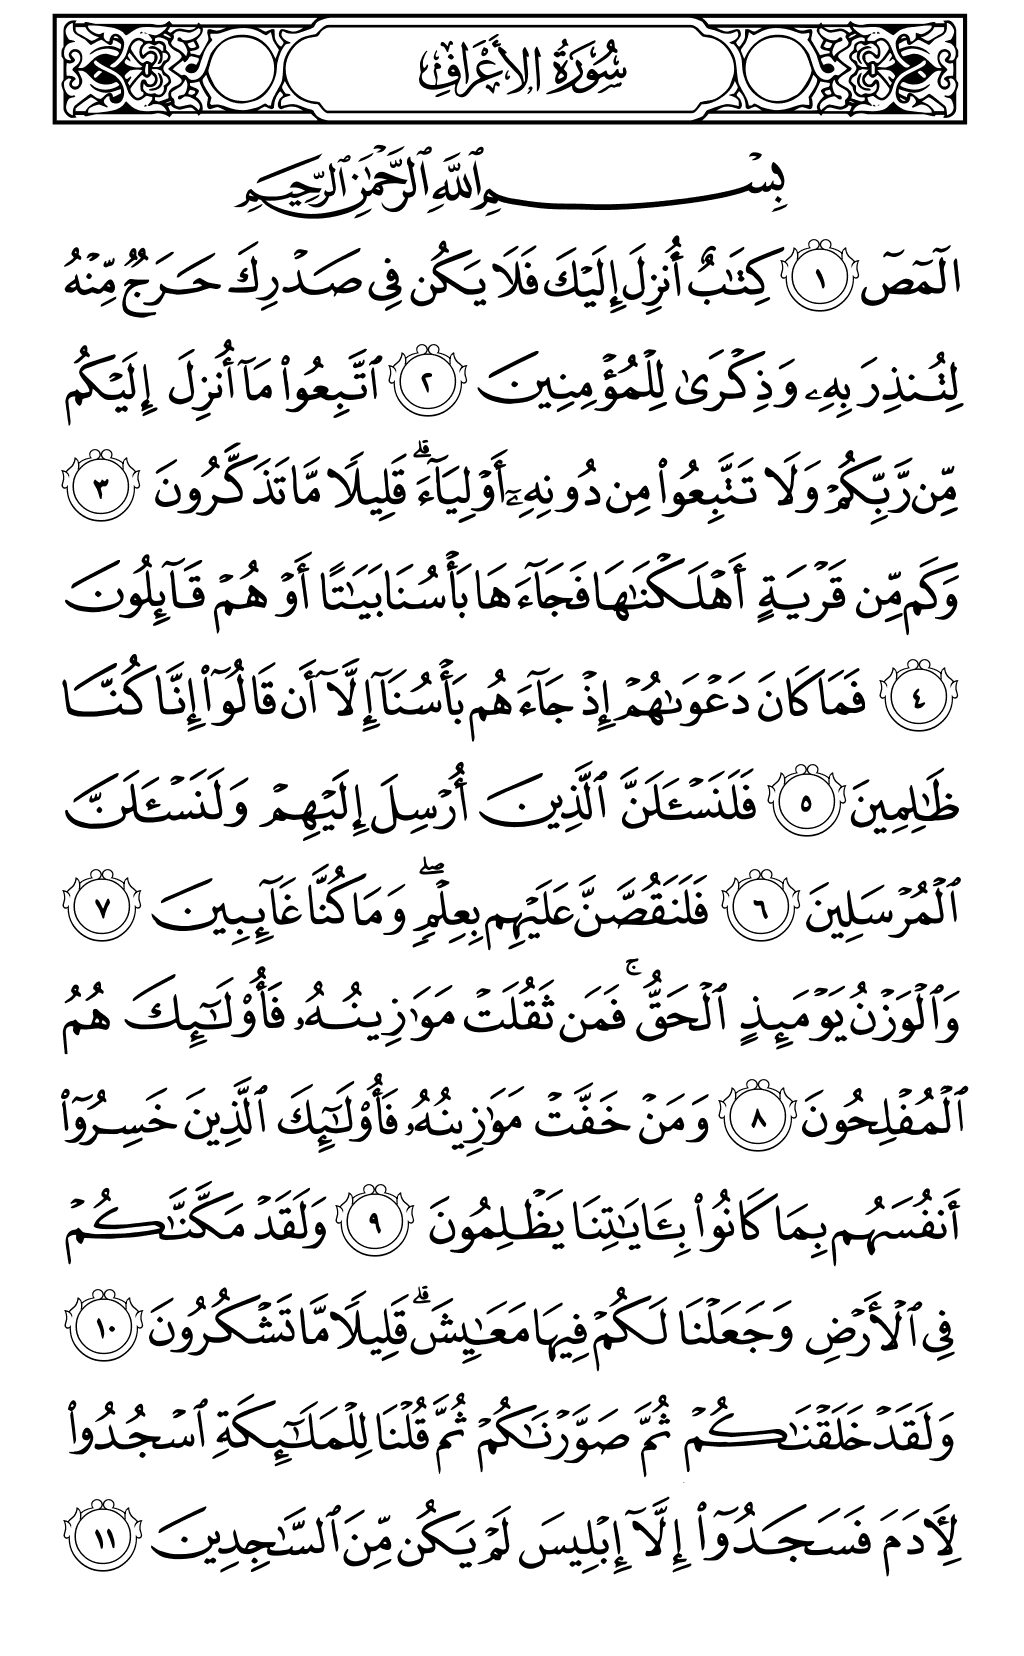 سُورَةُ الأَعْرَافِ
بِسْمِ ٱللَّهِ ٱلرَّحْمَٰنِ ٱلرَّحِيمِ
الٓمٓصٓ ١ كِتَٰبٌ أُنزِلَ إِلَيْكَ فَلَا يَكُن فِى صَدْرِكَ حَرَجٌ مِّنْهُ
لِتُنذِرَ بِهِۦ وَذِكْرَىٰ لِلْمُؤْمِنِينَ ٢ ٱتَّبِعُوا۟ مَآ أُنزِلَ إِلَيْكُم
مِّن رَّبِّكُمْ وَلَا تَتَّبِعُوا۟ مِن دُونِهِۦٓ أَوْلِيَآءَ ۗ قَلِيلًا مَّا تَذَكَّرُونَ ٣
وَكَم مِّن قَرْيَةٍ أَهْلَكْنَٰهَا فَجَآءَهَا بَأْسُنَا بَيَٰتًا أَوْ هُمْ قَآئِلُونَ
٤ فَمَا كَانَ دَعْوَىٰهُمْ إِذْ جَآءَهُم بَأْسُنَآ إِلَّآ أَن قَالُوٓا۟ إِنَّا كُنَّا
ظَٰلِمِينَ ٥ فَلَنَسْـَٔلَنَّ ٱلَّذِينَ أُرْسِلَ إِلَيْهِمْ وَلَنَسْـَٔلَنَّ
ٱلْمُرْسَلِينَ ٦ فَلَنَقُصَّنَّ عَلَيْهِم بِعِلْمٍ ۖ وَمَا كُنَّا غَآئِبِينَ ٧
وَٱلْوَزْنُ يَوْمَئِذٍ ٱلْحَقُّ ۚ فَمَن ثَقُلَتْ مَوَٰزِينُهُۥ فَأُو۟لَٰٓئِكَ هُمُ
ٱلْمُفْلِحُونَ ٨ وَمَنْ خَفَّتْ مَوَٰزِينُهُۥ فَأُو۟لَٰٓئِكَ ٱلَّذِينَ خَسِرُوٓا۟
أَنفُسَهُم بِمَا كَانُوا۟ بِـَٔايَٰتِنَا يَظْلِمُونَ ٩ وَلَقَدْ مَكَّنَّٰكُمْ
فِى ٱلْأَرْضِ وَجَعَلْنَا لَكُمْ فِيهَا مَعَٰيِشَ ۗ قَلِيلًا مَّا تَشْكُرُونَ ١٠
وَلَقَدْ خَلَقْنَٰكُمْ ثُمَّ صَوَّرْنَٰكُمْ ثُمَّ قُلْنَا لِلْمَلَٰٓئِكَةِ ٱسْجُدُوا۟
لِـَٔادَمَ فَسَجَدُوٓا۟ إِلَّآ إِبْلِيسَ لَمْ يَكُن مِّنَ ٱلسَّٰجِدِينَ ١١